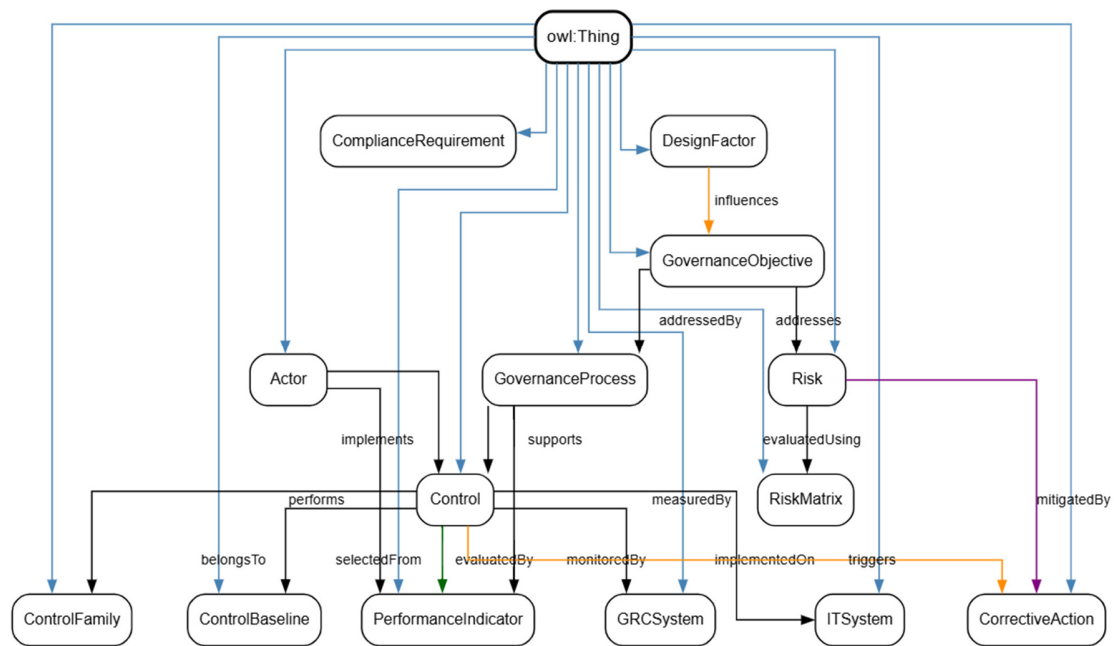 owl:Thing
ComplianceRequirement
DesignFactor
influences
GovernanceObjective
addressedBy
addresses
Actor
GovernanceProcess
Risk
implements
supports
evaluatedUsing
Control
RiskMatrix
performs
measuredBy
mitigatedBy
belongsTo
selectedFrom
evaluatedBy
monitoredBy
implementedOn
triggers
ControlFamily
ControlBaseline
PerformanceIndicator
GRCSystem
ITSystem
CorrectiveAction